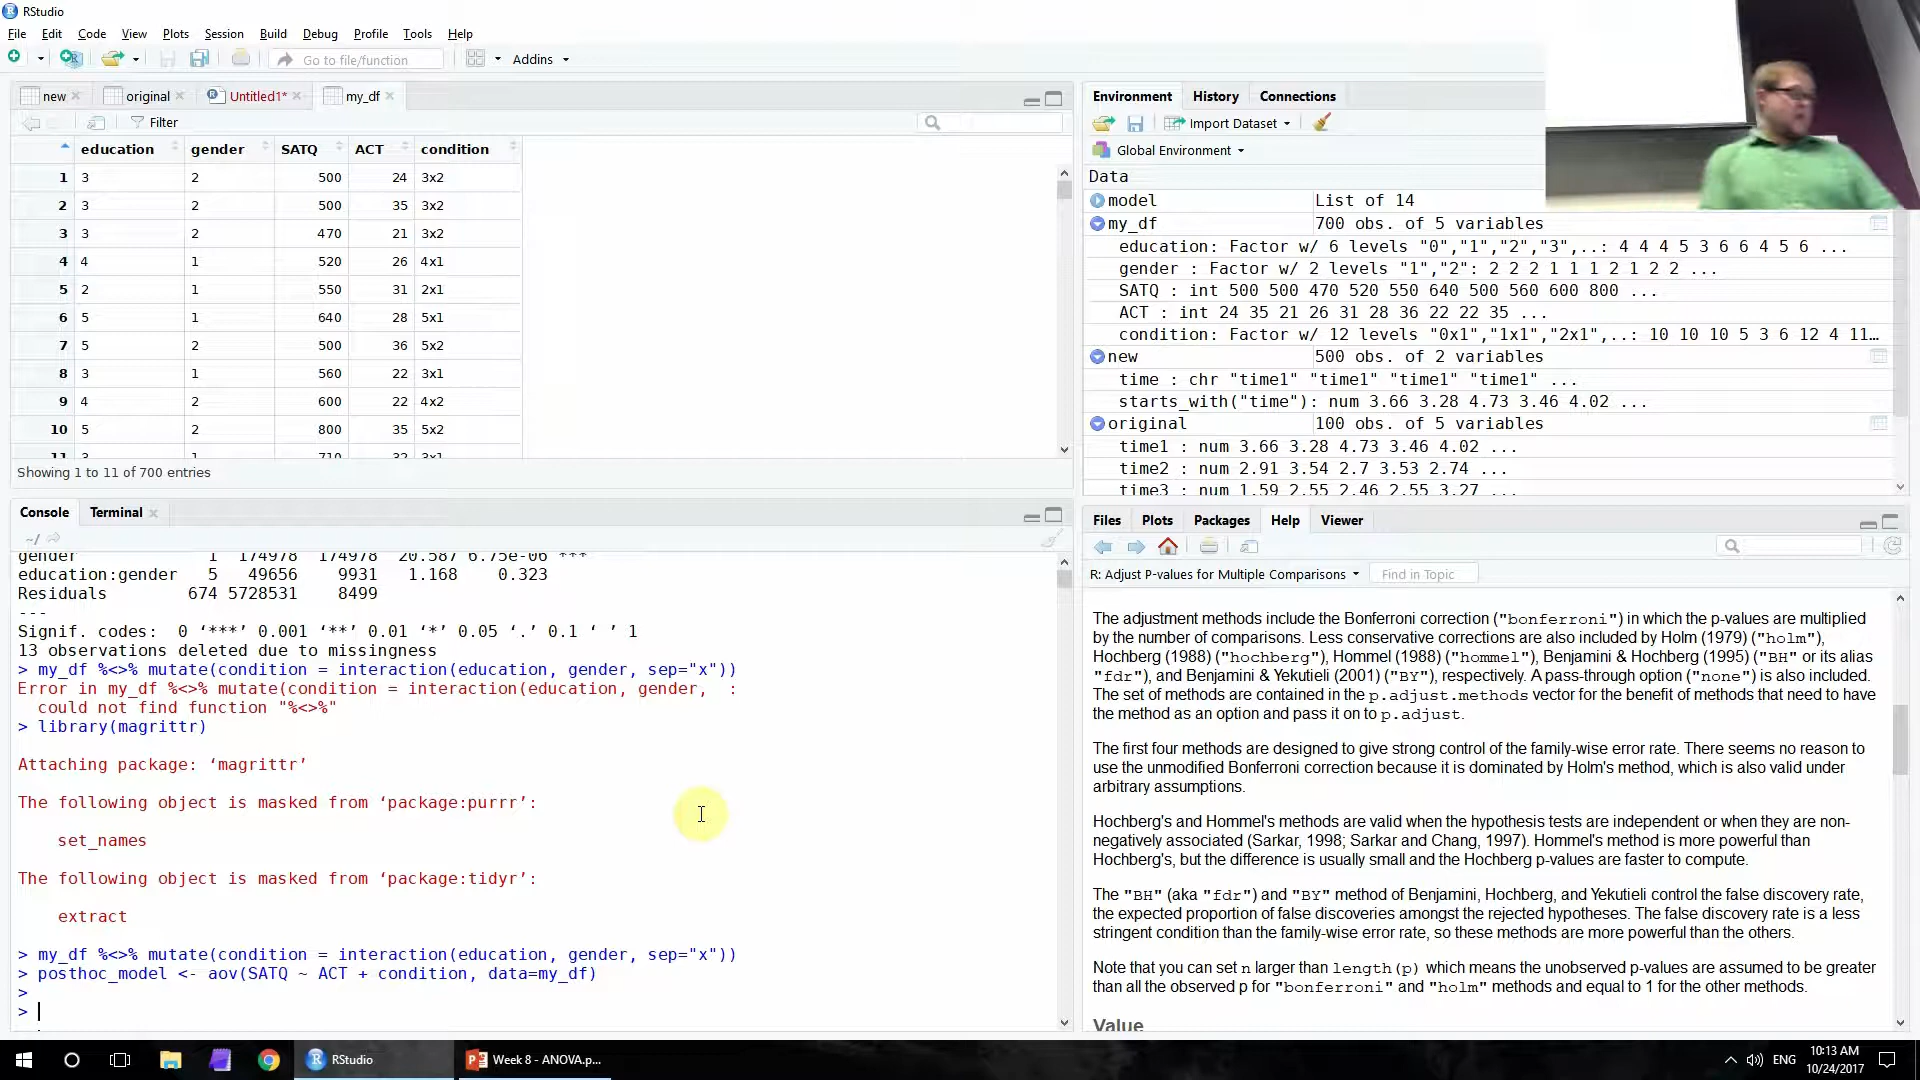 RStudio
File Edit Code View Plots Session Build Debug Profile Tools Help
Go to file/function Addins
new original Untitled1* my_df
Filter
education gender SATQ ACT condition
1 3 2 500 24 3x2
2 3 2 500 35 3x2
3 3 2 470 21 3x2
4 4 1 520 26 4x1
5 2 1 550 31 2x1
6 5 1 640 28 5x1
7 5 2 500 36 5x2
8 3 1 560 22 3x1
9 4 2 600 22 4x2
10 5 2 800 35 5x2
11 3 1 710 32 3x1
Showing 1 to 11 of 700 entries
Console Terminal
~/
gender 1 174978 174978 20.587 6.75e-06 ***
education:gender 5 49656 9931 1.168 0.323
Residuals 674 5728531 8499
---
Signif. codes: 0 ‘***’ 0.001 ‘**’ 0.01 ‘*’ 0.05 ‘.’ 0.1 ‘ ’ 1
13 observations deleted due to missingness
> my_df %<>% mutate(condition = interaction(education, gender, sep="x"))
Error in my_df %<>% mutate(condition = interaction(education, gender, :
could not find function "%<>%"
> library(magrittr)
Attaching package: ‘magrittr’
The following object is masked from ‘package:purrr’:
set_names
The following object is masked from ‘package:tidyr’:
extract
> my_df %<>% mutate(condition = interaction(education, gender, sep="x"))
> posthoc_model <- aov(SATQ ~ ACT + condition, data=my_df)
>
>
Environment History Connections
Import Dataset
Global Environment
Data
model List of 14
my_df 700 obs. of 5 variables
education: Factor w/ 6 levels "0","1","2","3",..: 4 4 4 5 3 6 6 4 5 6 ...
gender : Factor w/ 2 levels "1","2": 2 2 2 1 1 1 2 1 2 2 ...
SATQ : int 500 500 470 520 550 640 500 560 600 800 ...
ACT : int 24 35 21 26 31 28 36 22 22 35 ...
condition: Factor w/ 12 levels "0x1","1x1","2x1",..: 10 10 10 5 3 6 12 4 11…
new 500 obs. of 2 variables
time : chr "time1" "time1" "time1" "time1" ...
starts_with("time"): num 3.66 3.28 4.73 3.46 4.02 ...
original 100 obs. of 5 variables
time1 : num 3.66 3.28 4.73 3.46 4.02 ...
time2 : num 2.91 3.54 2.7 3.53 2.74 ...
time3 : num 1.59 2.55 2.46 2.55 3.27 ...
Files Plots Packages Help Viewer
R: Adjust P-values for Multiple Comparisons Find in Topic
The adjustment methods include the Bonferroni correction ("bonferroni") in which the p-values are multiplied
by the number of comparisons. Less conservative corrections are also included by Holm (1979) ("holm"),
Hochberg (1988) ("hochberg"), Hommel (1988) ("hommel"), Benjamini & Hochberg (1995) ("BH" or its alias
"fdr"), and Benjamini & Yekutieli (2001) ("BY"), respectively. A pass-through option ("none") is also included.
The set of methods are contained in the p.adjust.methods vector for the benefit of methods that need to have
the method as an option and pass it on to p.adjust.
The first four methods are designed to give strong control of the family-wise error rate. There seems no reason to
use the unmodified Bonferroni correction because it is dominated by Holm's method, which is also valid under
arbitrary assumptions.
Hochberg's and Hommel's methods are valid when the hypothesis tests are independent or when they are non-
negatively associated (Sarkar, 1998; Sarkar and Chang, 1997). Hommel's method is more powerful than
Hochberg's, but the difference is usually small and the Hochberg p-values are faster to compute.
The "BH" (aka "fdr") and "BY" method of Benjamini, Hochberg, and Yekutieli control the false discovery rate,
the expected proportion of false discoveries amongst the rejected hypotheses. The false discovery rate is a less
stringent condition than the family-wise error rate, so these methods are more powerful than the others.
Note that you can set n larger than length(p) which means the unobserved p-values are assumed to be greater
than all the observed p for "bonferroni" and "holm" methods and equal to 1 for the other methods.
Value
RStudio Week 8 - ANOVA.p... ENG 10:13 AM
10/24/2017